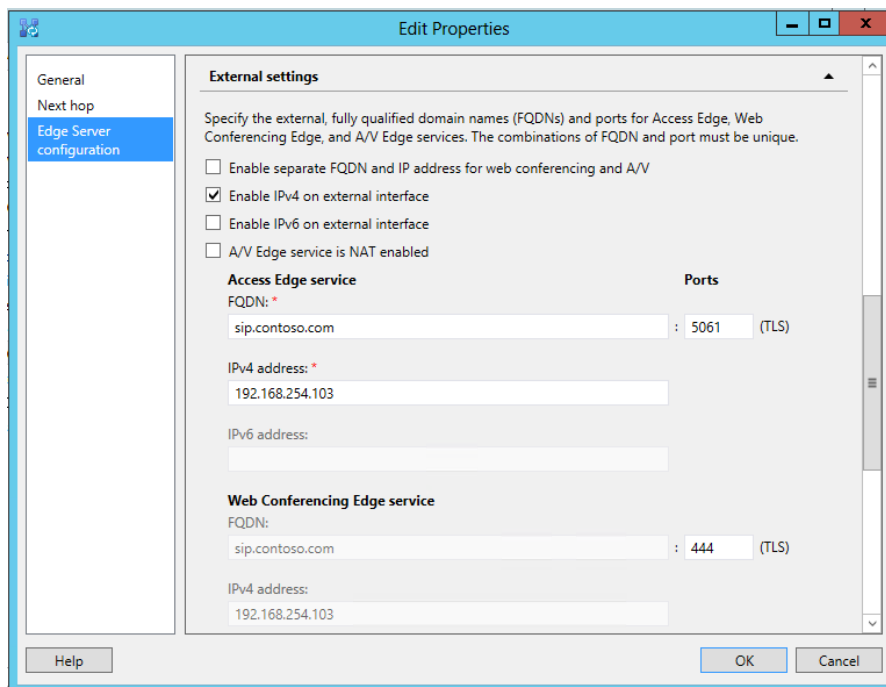 Edit Properties
General
Next hop
Edge Server
configuration
External settings
Specify the external, fully qualified domain names (FQDNs) and ports for Access Edge, Web
Conferencing Edge, and A/V Edge services. The combinations of FQDN and port must be unique.
Enable separate FQDN and IP address for web conferencing and A/V
Enable IPv4 on external interface
Enable IPv6 on external interface
A/V Edge service is NAT enabled
Access Edge service Ports
FQDN: *
sip.contoso.com : 5061 (TLS)
IPv4 address: *
192.168.254.103
IPv6 address:
Web Conferencing Edge service
FQDN:
sip.contoso.com : 444 (TLS)
IPv4 address:
192.168.254.103
Help OK Cancel